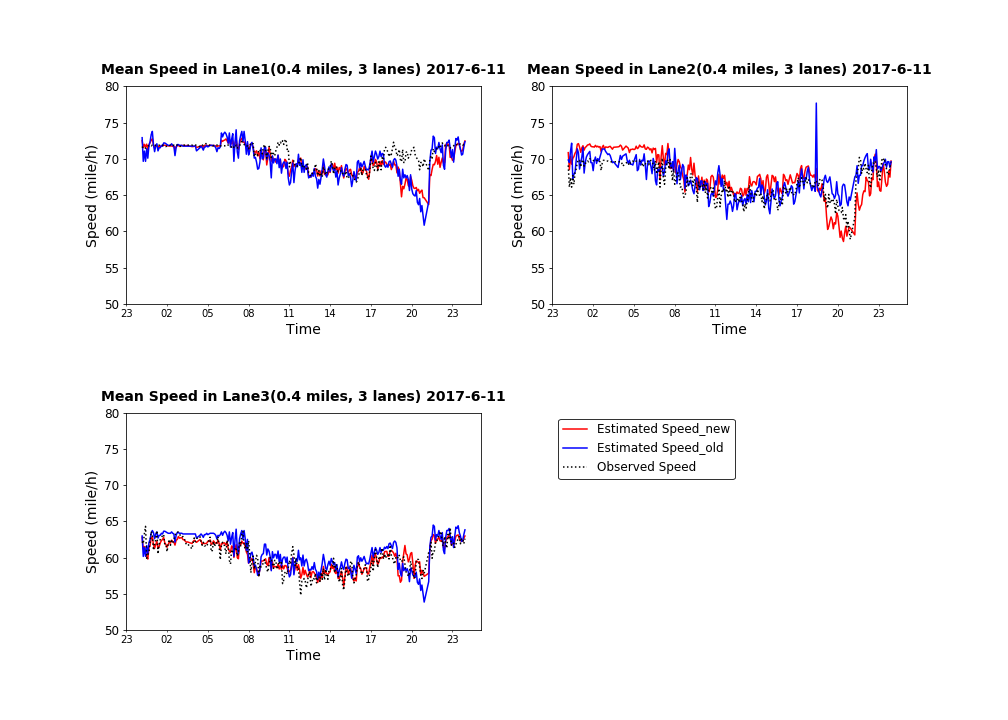 Mean Speed in Lane1(0.4 miles, 3 lanes) 2017-6-11
80
75
70
65
60
55
50
Speed (mile/h)
23 02 05 08 11 14 17 20 23
Time
Mean Speed in Lane2(0.4 miles, 3 lanes) 2017-6-11
80
75
70
65
60
55
50
Speed (mile/h)
23 02 05 08 11 14 17 20 23
Time
Mean Speed in Lane3(0.4 miles, 3 lanes) 2017-6-11
80
75
70
65
60
55
50
Speed (mile/h)
23 02 05 08 11 14 17 20 23
Time
Estimated Speed_new
Estimated Speed_old
Observed Speed